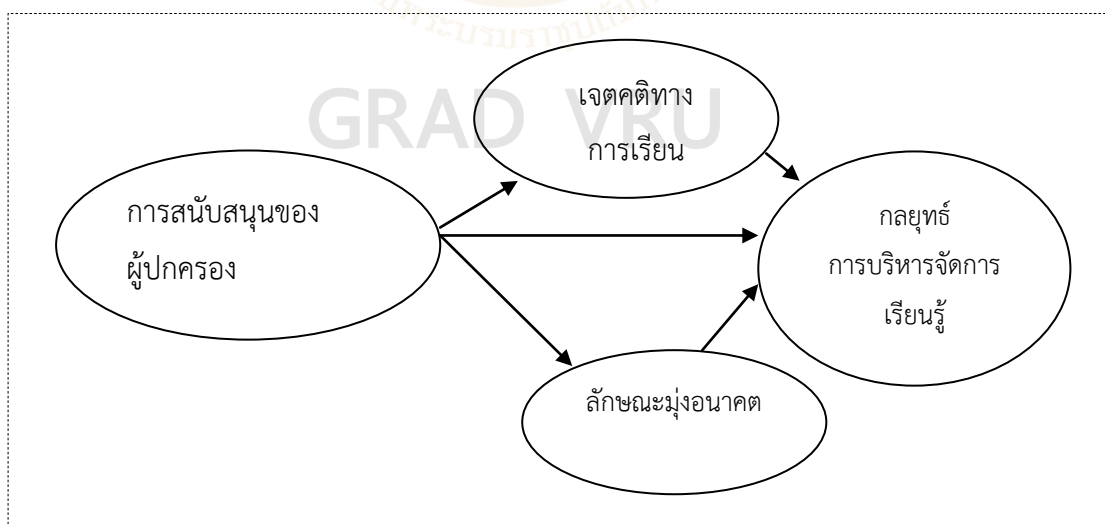 GRAD VRU
เจตคติทาง
การเรียน
การสนับสนุนของ
ผู้ปกครอง
กลยุทธ์
การบริหารจัดการ
เรียนรู้
ลักษณะมุ่งอนาคต